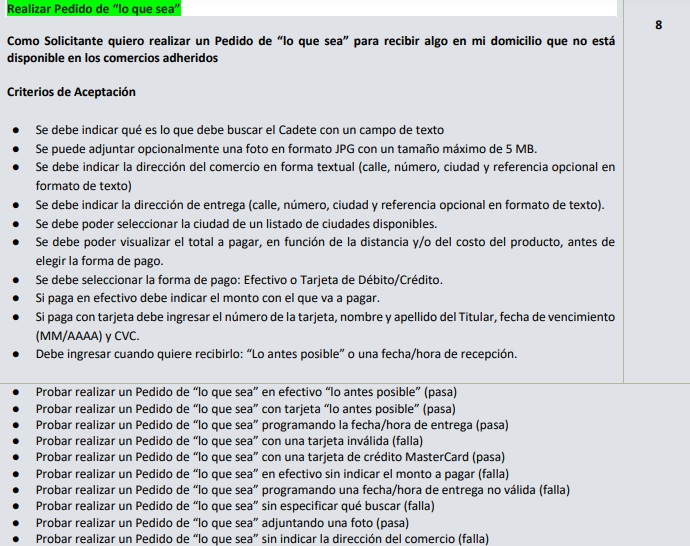 Realizar Pedido de “lo que sea”
8
Como Solicitante quiero realizar un Pedido de “lo que sea” para recibir algo en mi domicilio que no está
disponible en los comercios adheridos
Criterios de Aceptación
● Se debe indicar qué es lo que debe buscar el Cadete con un campo de texto
● Se puede adjuntar opcionalmente una foto en formato JPG con un tamaño máximo de 5 MB.
● Se debe indicar la dirección del comercio en forma textual (calle, número, ciudad y referencia opcional en
formato de texto)
● Se debe indicar la dirección de entrega (calle, número, ciudad y referencia opcional en formato de texto).
● Se debe poder seleccionar la ciudad de un listado de ciudades disponibles.
● Se debe poder visualizar el total a pagar, en función de la distancia y/o del costo del producto, antes de
elegir la forma de pago.
● Se debe seleccionar la forma de pago: Efectivo o Tarjeta de Débito/Crédito.
● Si paga en efectivo debe indicar el monto con el que va a pagar.
● Si paga con tarjeta debe ingresar el número de la tarjeta, nombre y apellido del Titular, fecha de vencimiento
(MM/AAAA) y CVC.
● Debe ingresar cuando quiere recibirlo: “Lo antes posible” o una fecha/hora de recepción.
● Probar realizar un Pedido de “lo que sea” en efectivo “lo antes posible” (pasa)
● Probar realizar un Pedido de “lo que sea” con tarjeta “lo antes posible” (pasa)
● Probar realizar un Pedido de “lo que sea” programando la fecha/hora de entrega (pasa)
● Probar realizar un Pedido de “lo que sea” con una tarjeta inválida (falla)
● Probar realizar un Pedido de “lo que sea” con una tarjeta de crédito MasterCard (pasa)
● Probar realizar un Pedido de “lo que sea” en efectivo sin indicar el monto a pagar (falla)
● Probar realizar un Pedido de “lo que sea” programando una fecha/hora de entrega no válida (falla)
● Probar realizar un Pedido de “lo que sea” sin especificar qué buscar (falla)
● Probar realizar un Pedido de “lo que sea” adjuntando una foto (pasa)
● Probar realizar un Pedido de “lo que sea” sin indicar la dirección del comercio (falla)